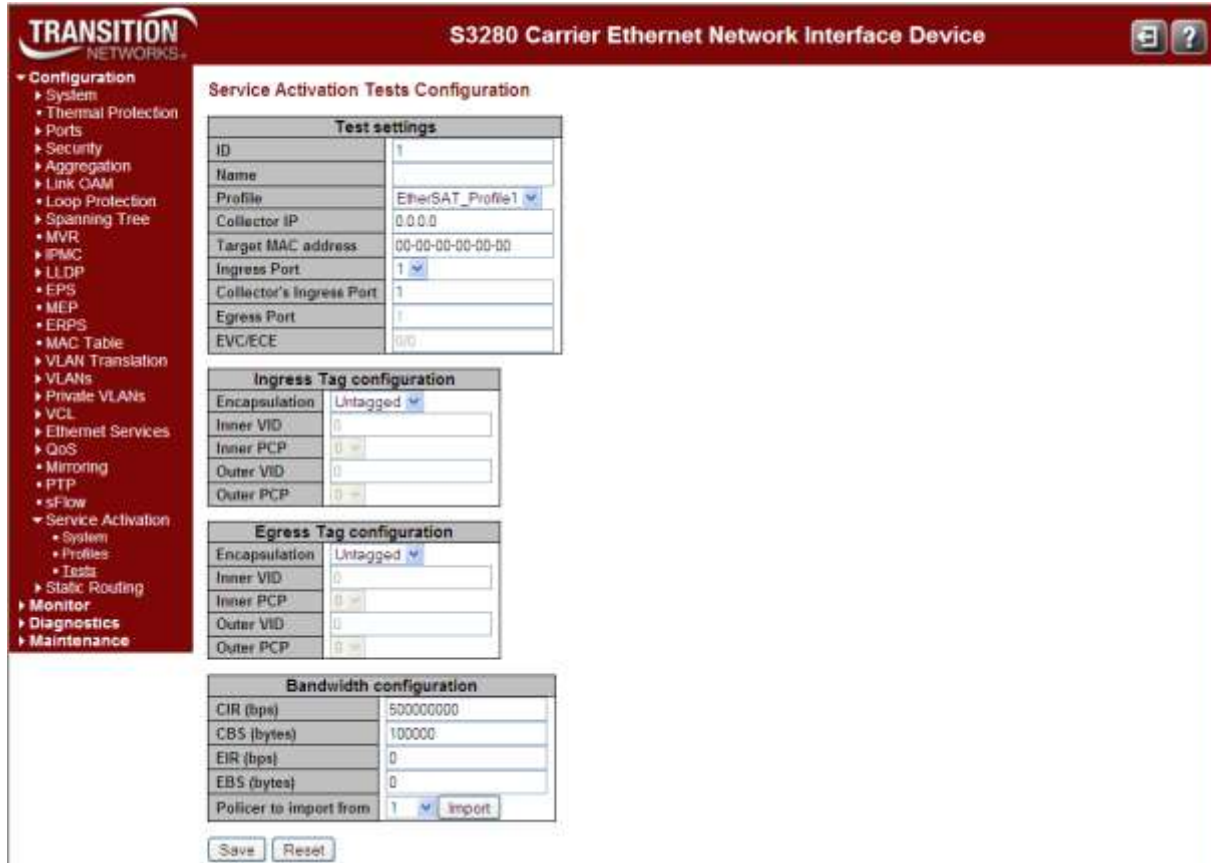 TRANSITION
NETWORKS
S3280 Carrier Ethernet Network Interface Device
?
Configuration
System
Thermal Protection
Ports
Security
Aggregation
Link OAM
Loop Protection
Spanning Tree
MVR
IPMC
LLDP
EPS
MEP
ERPS
MAC Table
VLAN Translation
VLANs
Private VLANs
VCL
Ethernet Services
QoS
Mirroring
PTP
sFlow
Service Activation
System
Profiles
Tests
Static Routing
Monitor
Diagnostics
Maintenance
Service Activation Tests Configuration
Test settings
ID 1
Name
Profile EtherSAT_Profile1
Collector IP 0.0.0.0
Target MAC address 00-00-00-00-00-00
Ingress Port 1
Collector's Ingress Port 1
Egress Port 1
EVC/ECE 0/0
Ingress Tag configuration
Encapsulation Untagged
Inner VID 0
Inner PCP 0
Outer VID 0
Outer PCP 0
Egress Tag configuration
Encapsulation Untagged
Inner VID 0
Inner PCP 0
Outer VID 0
Outer PCP 0
Bandwidth configuration
CIR (bps) 500000000
CBS (bytes) 100000
EIR (bps) 0
EBS (bytes) 0
Policer to import from 1 Import
Save Reset